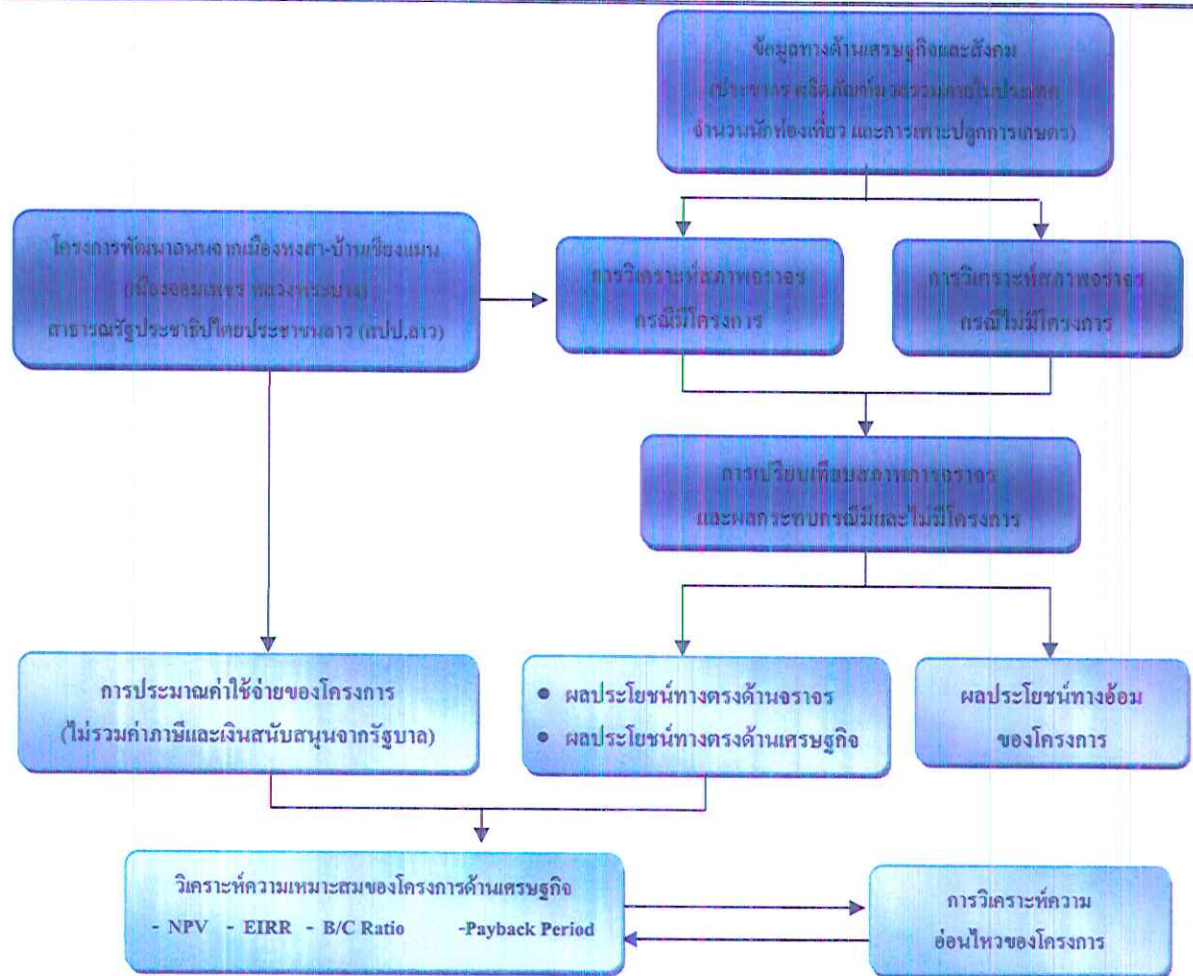 ข้อมูลทางด้านเศรษฐกิจและสังคม
(ประชากร ผลิตภัณฑ์มวลรวมภายในประเทศ
จำนวนนักท่องเที่ยว และการเพาะปลูกการเกษตร)
โครงการพัฒนาถนนจากเมืองหงสา-บ้านเชียงแมน
(เมืองจอมเพชร หลวงพระบาง)
สาธารณรัฐประชาธิปไตยประชาชนลาว (สปป.ลาว)
การวิเคราะห์สภาพจราจร
กรณีมีโครงการ
การวิเคราะห์สภาพจราจร
กรณีไม่มีโครงการ
การเปรียบเทียบสภาพการจราจร
และผลกระทบกรณีมีและไม่มีโครงการ
การประมาณค่าใช้จ่ายของโครงการ
(ไม่รวมค่าภาษีและเงินสนับสนุนจากรัฐบาล)
● ผลประโยชน์ทางตรงด้านจราจร
● ผลประโยชน์ทางตรงด้านเศรษฐกิจ
ผลประโยชน์ทางอ้อม
ของโครงการ
วิเคราะห์ความเหมาะสมของโครงการด้านเศรษฐกิจ
- NPV - EIRR - B/C Ratio -Payback Period
การวิเคราะห์ความ
อ่อนไหวของโครงการ